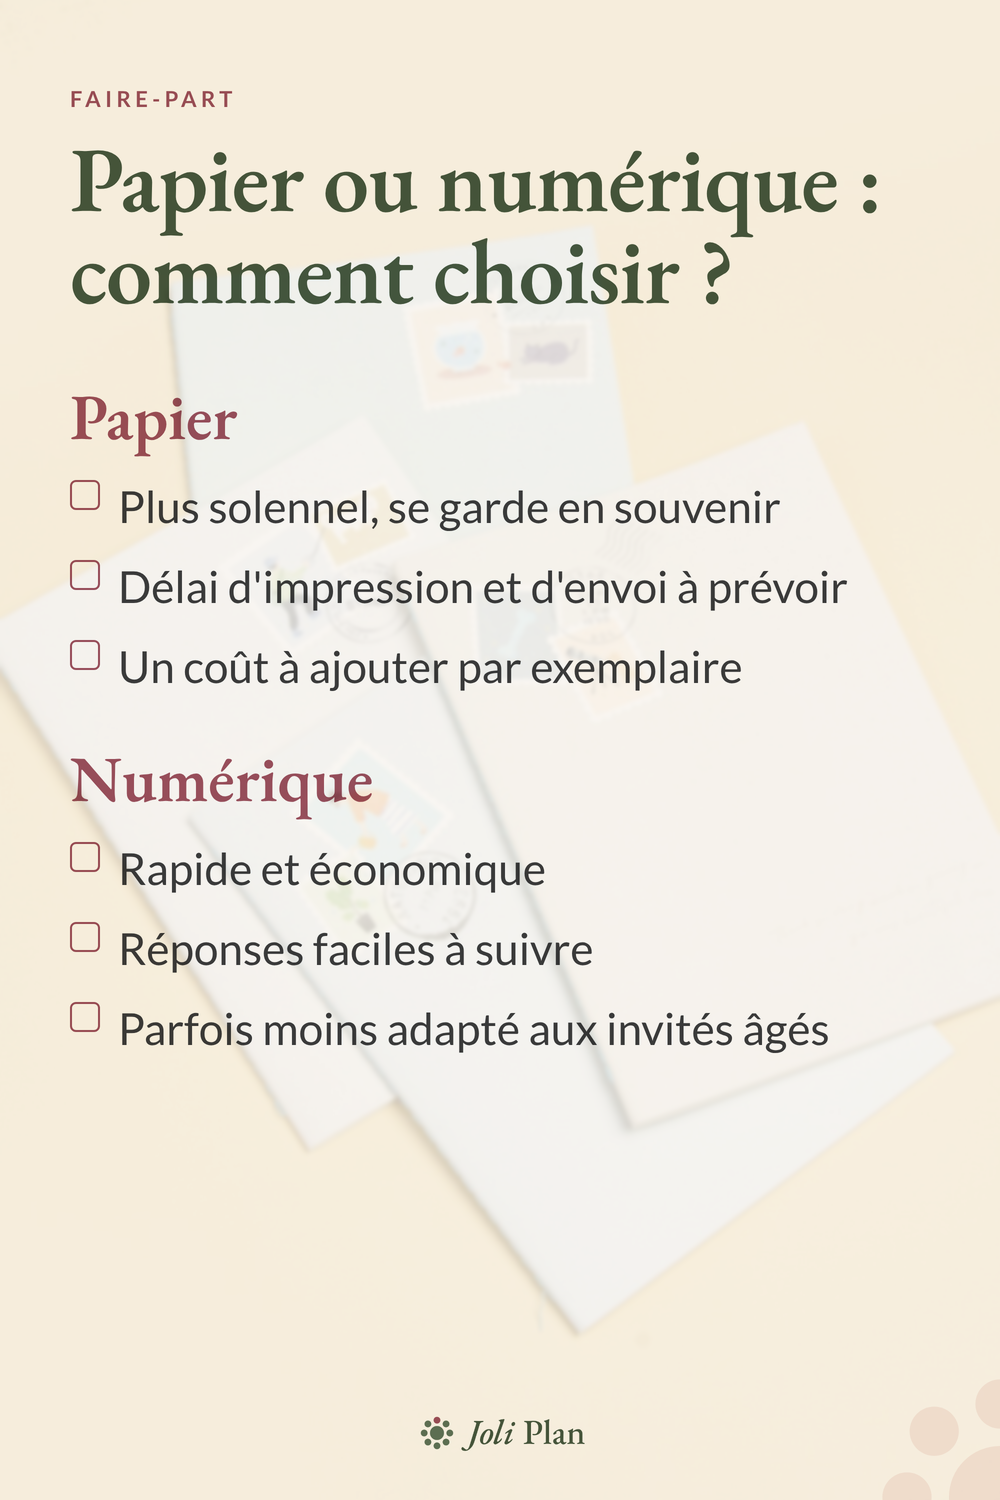 FAIRE-PART
Papier ou numérique :
comment choisir ?
Papier
Plus solennel, se garde en souvenir
Délai d'impression et d'envoi à prévoir
Un coût à ajouter par exemplaire
Numérique
Rapide et économique
Réponses faciles à suivre
Parfois moins adapté aux invités âgés
Joli Plan